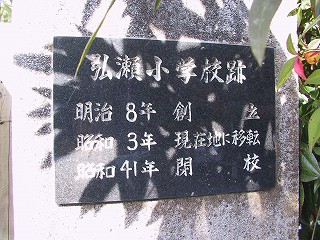 弘瀬小学校跡
明治 8年 創 立
昭和 3年 現在地に移転
昭和41年 閉 校